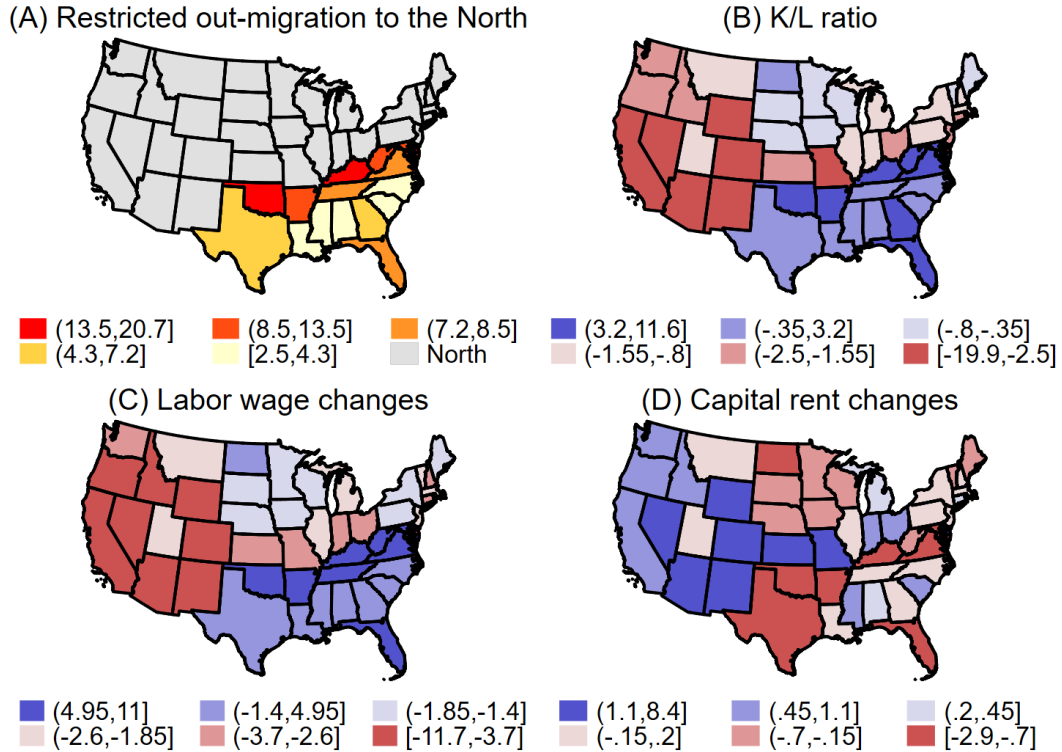 (A) Restricted out-migration to the North
(B) K/L ratio
(13.5,20.7] (8.5,13.5] (7.2,8.5]
(4.3,7.2] [2.5,4.3] North
(3.2,11.6] (-.35,3.2] (-.8,-.35]
(-1.55,-.8] (-2.5,-1.55] [-19.9,-2.5]
(C) Labor wage changes
(D) Capital rent changes
(4.95,11] (-1.4,4.95] (-1.85,-1.4]
(-2.6,-1.85] (-3.7,-2.6] [-11.7,-3.7]
(1.1,8.4] (.45,1.1] (.2,.45]
(-.15,.2] (-.7,-.15] [-2.9,-.7]